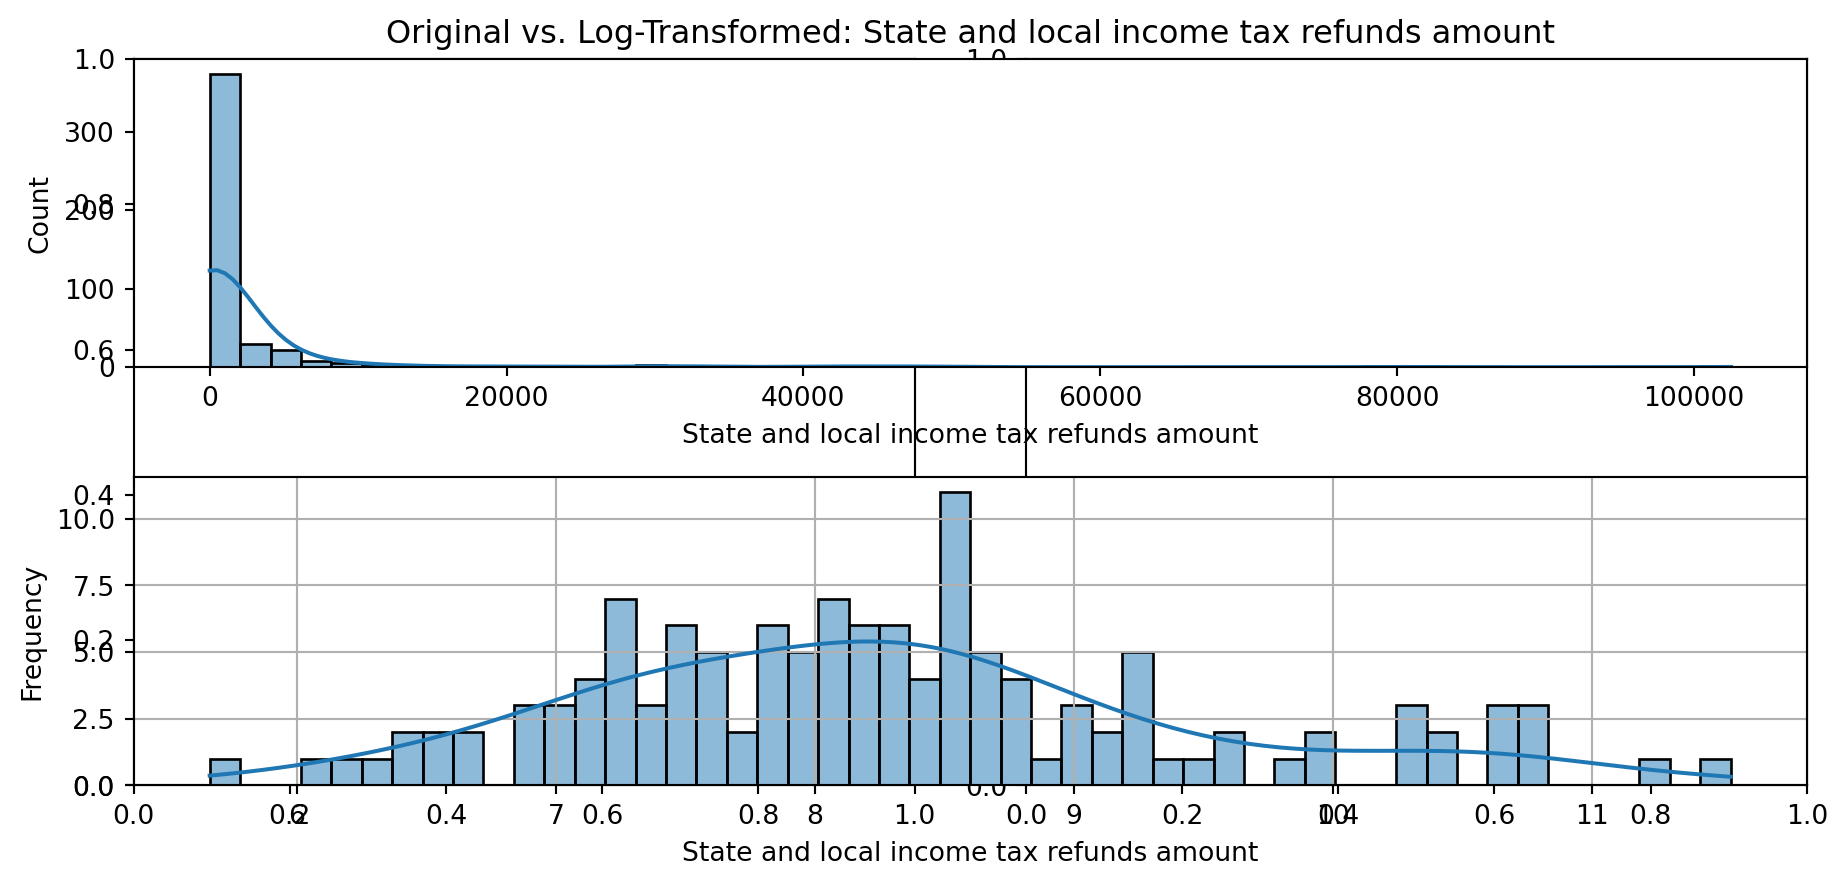 Original vs. Log-Transformed: State and local income tax refunds amount
1.0
1.0
300
0.8
200
100
0.6
0
Count
0 20000 40000 60000 80000 100000
State and local income tax refunds amount
0.4
10.0
7.5
0.2
5.0
2.5
0.0
0.0
Frequency
0.0 0.2 6 0.4 7 0.6 0.8 8 1.0 0.0 9 0.2 10 0.4 0.6 11 0.8 1.0
State and local income tax refunds amount